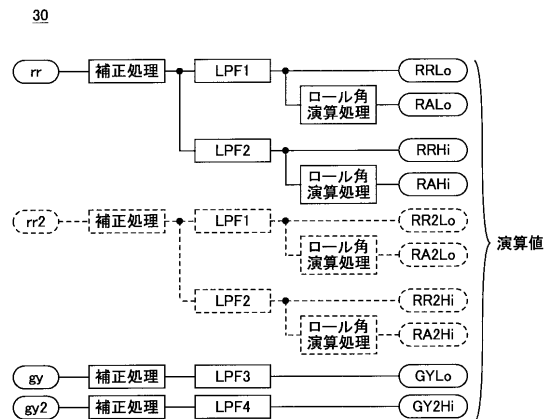 30
rr 補正処理 LPF1 RRLo
ロール角
演算処理 RALo
LPF2 RRHi
ロール角
演算処理 RAHi
rr2 補正処理 LPF1 RR2Lo
ロール角
演算処理 RA2Lo
演算値
LPF2 RR2Hi
ロール角
演算処理 RA2Hi
gy 補正処理 LPF3 GYLo
gy2 補正処理 LPF4 GY2Hi